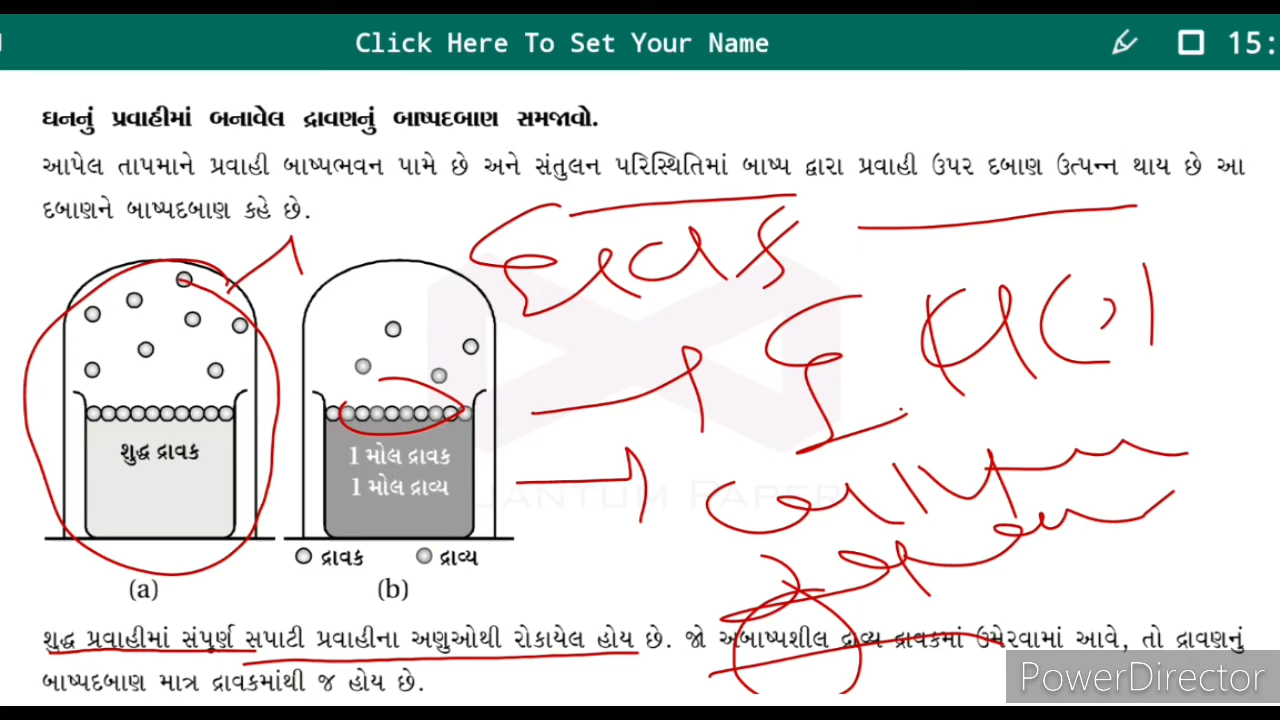 Click Here To Set Your Name
15:
ઘનનું પ્રવાહીમાં બનાવેલ દ્રાવણનું બાષ્પદબાણ સમજાવો.
આપેલ તાપમાને પ્રવાહી બાષ્પભવન પામે છે અને સંતુલન પરિસ્થિતિમાં બાષ્પ દ્વારા પ્રવાહી ઉપર દબાણ ઉત્પન્ન થાય છે આ
દબાણને બાષ્પદબાણ કહે છે.
દ્રાવક
શુદ્ધ દ્રાવક
1 મોલ દ્રાવક
1 મોલ દ્રાવ્ય
દ્રાવક
દ્રાવ્ય
(a)
(b)
શુદ્ધ પ્રવાહીમાં સંપૂર્ણ સપાટી પ્રવાહીના અણુઓથી રોકાયેલ હોય છે. જો અબાષ્પશીલ દ્રાવ્ય દ્રાવકમાં ઉમેરવામાં આવે, તો દ્રાવણનું
બાષ્પદબાણ માત્ર દ્રાવકમાંથી જ હોય છે.
PowerDirector